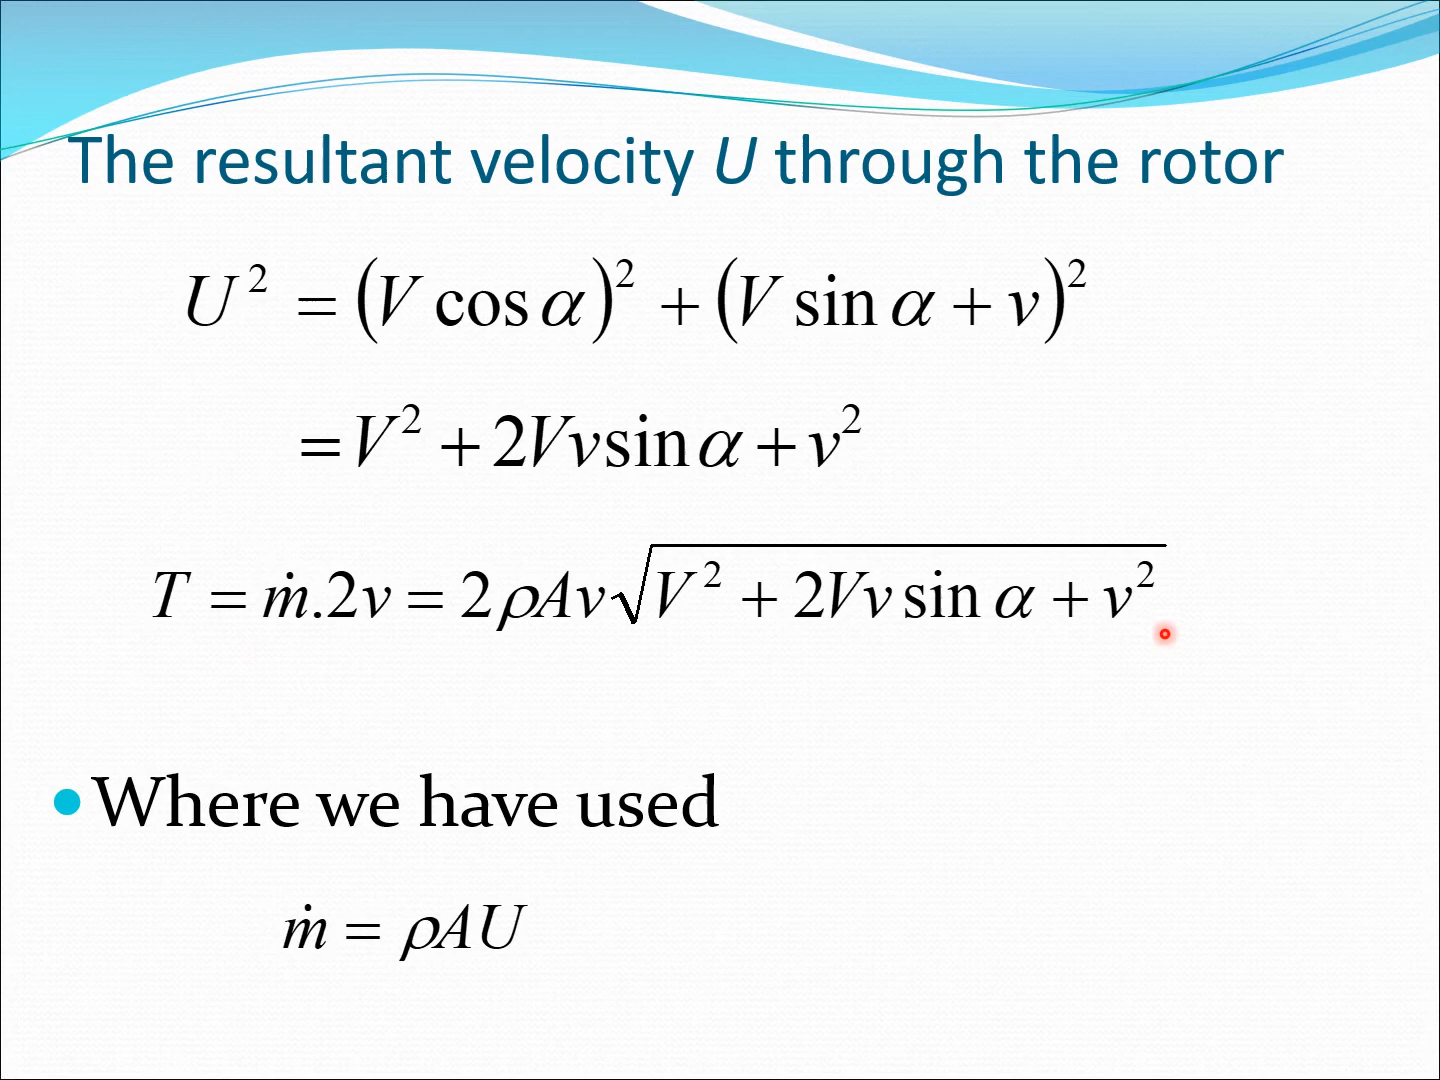 The resultant velocity U through the rotor
U² = (V cos α)² + (V sin α + v)²
= V² + 2Vv sin α + v²
T = ṁ.2v = 2ρAv√(V² + 2Vv sin α + v²)
• Where we have used
ṁ = ρAU